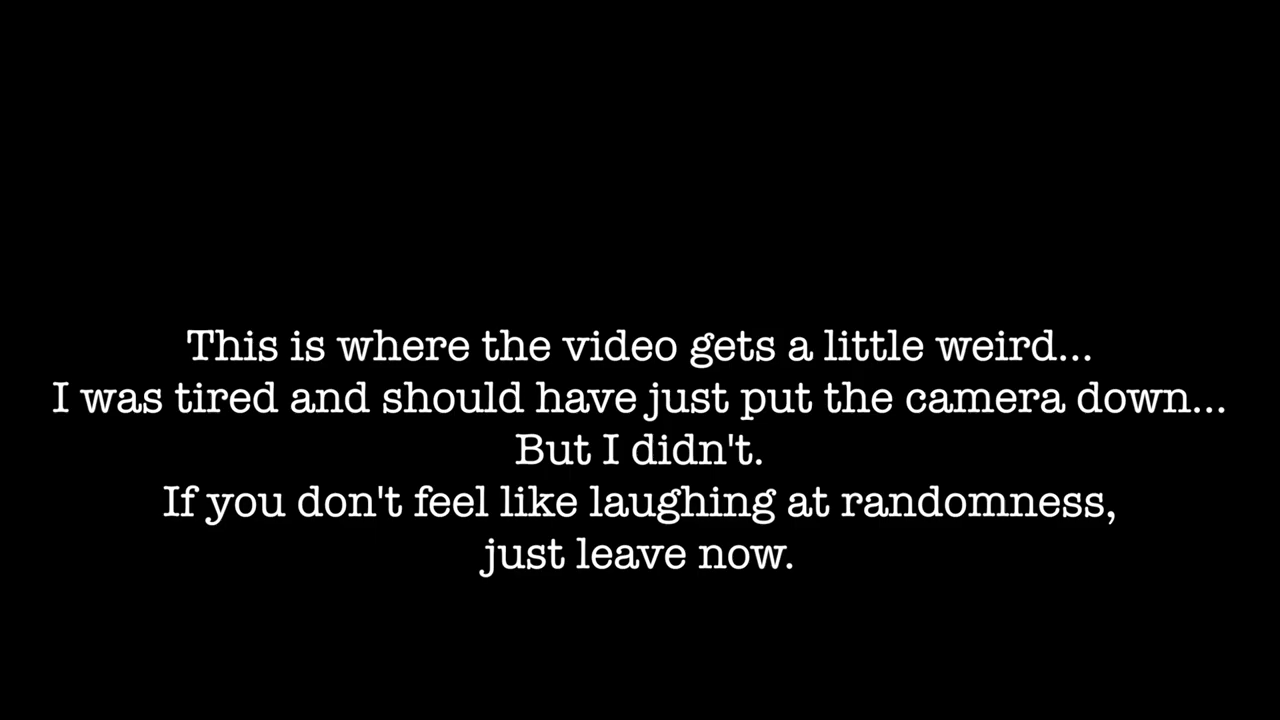 This is where the video gets a little weird...
I was tired and should have just put the camera down...
But I didn't.
If you don't feel like laughing at randomness,
just leave now.